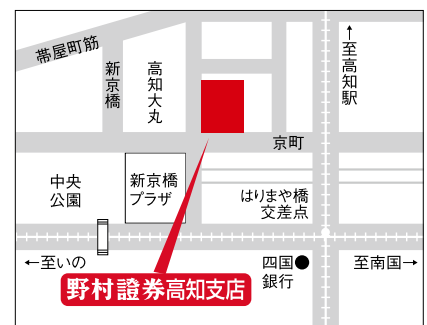 帯屋町筋
新京橋
高知大丸
↑至高知駅
京町
中央
公園
新京橋
プラザ
はりまや橋
交差点
←至いの
野村證券高知支店
四国●
銀行
至南国→